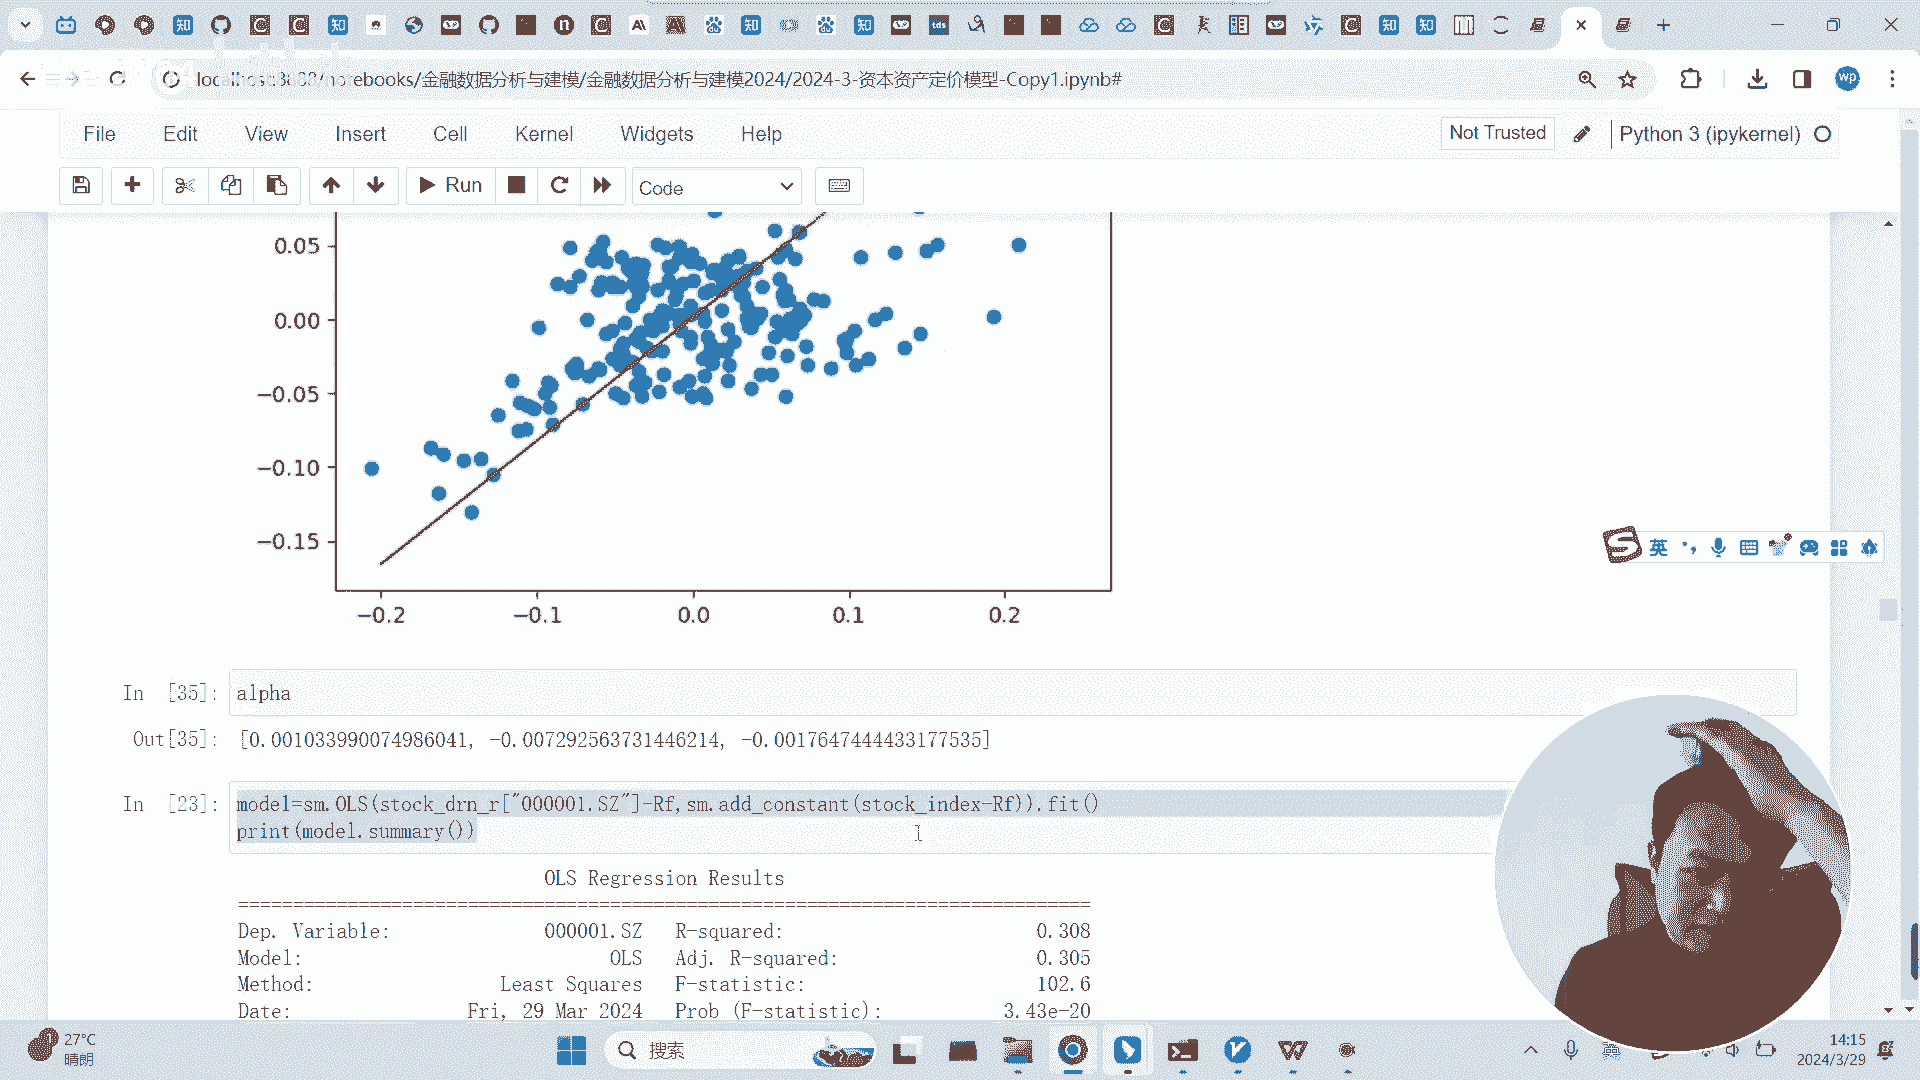 localhost:8888/notebooks/金融数据分析与建模/金融数据分析与建模2024/2024-3-资本资产定价模型-Copy1.ipynb#
wp
File Edit View Insert Cell Kernel Widgets Help
Not Trusted
Python 3 (ipykernel)
Run
Code
0.05
0.00
−0.05
−0.10
−0.15
−0.2 −0.1 0.0 0.1 0.2
英
In [35]: alpha
Out[35]: [0.001033990074986041, -0.007292563731446214, -0.0017647444433177535]
In [23]: model=sm.OLS(stock_drn_r["000001.SZ"]-Rf,sm.add_constant(stock_index-Rf)).fit()
print(model.summary())
OLS Regression Results
==============================================================================
Dep. Variable: 000001.SZ R-squared: 0.308
Model: OLS Adj. R-squared: 0.305
Method: Least Squares F-statistic: 102.6
Date: Fri, 29 Mar 2024 Prob (F-statistic): 3.43e-20
27°C
晴朗
搜索
14:15
2024/3/29